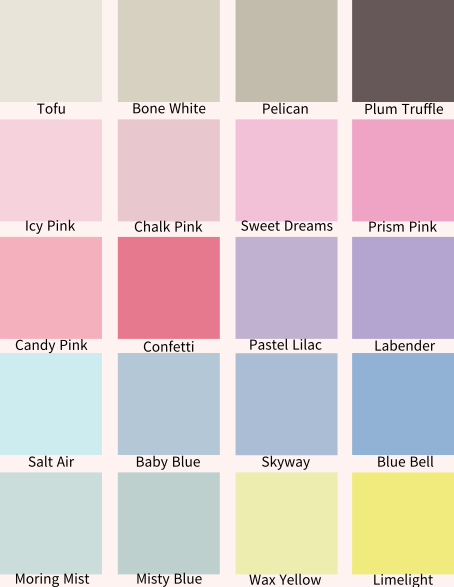 Tofu Bone White Pelican Plum Truffle
Icy Pink Chalk Pink Sweet Dreams Prism Pink
Candy Pink Confetti Pastel Lilac Labender
Salt Air Baby Blue Skyway Blue Bell
Moring Mist Misty Blue Wax Yellow Limelight